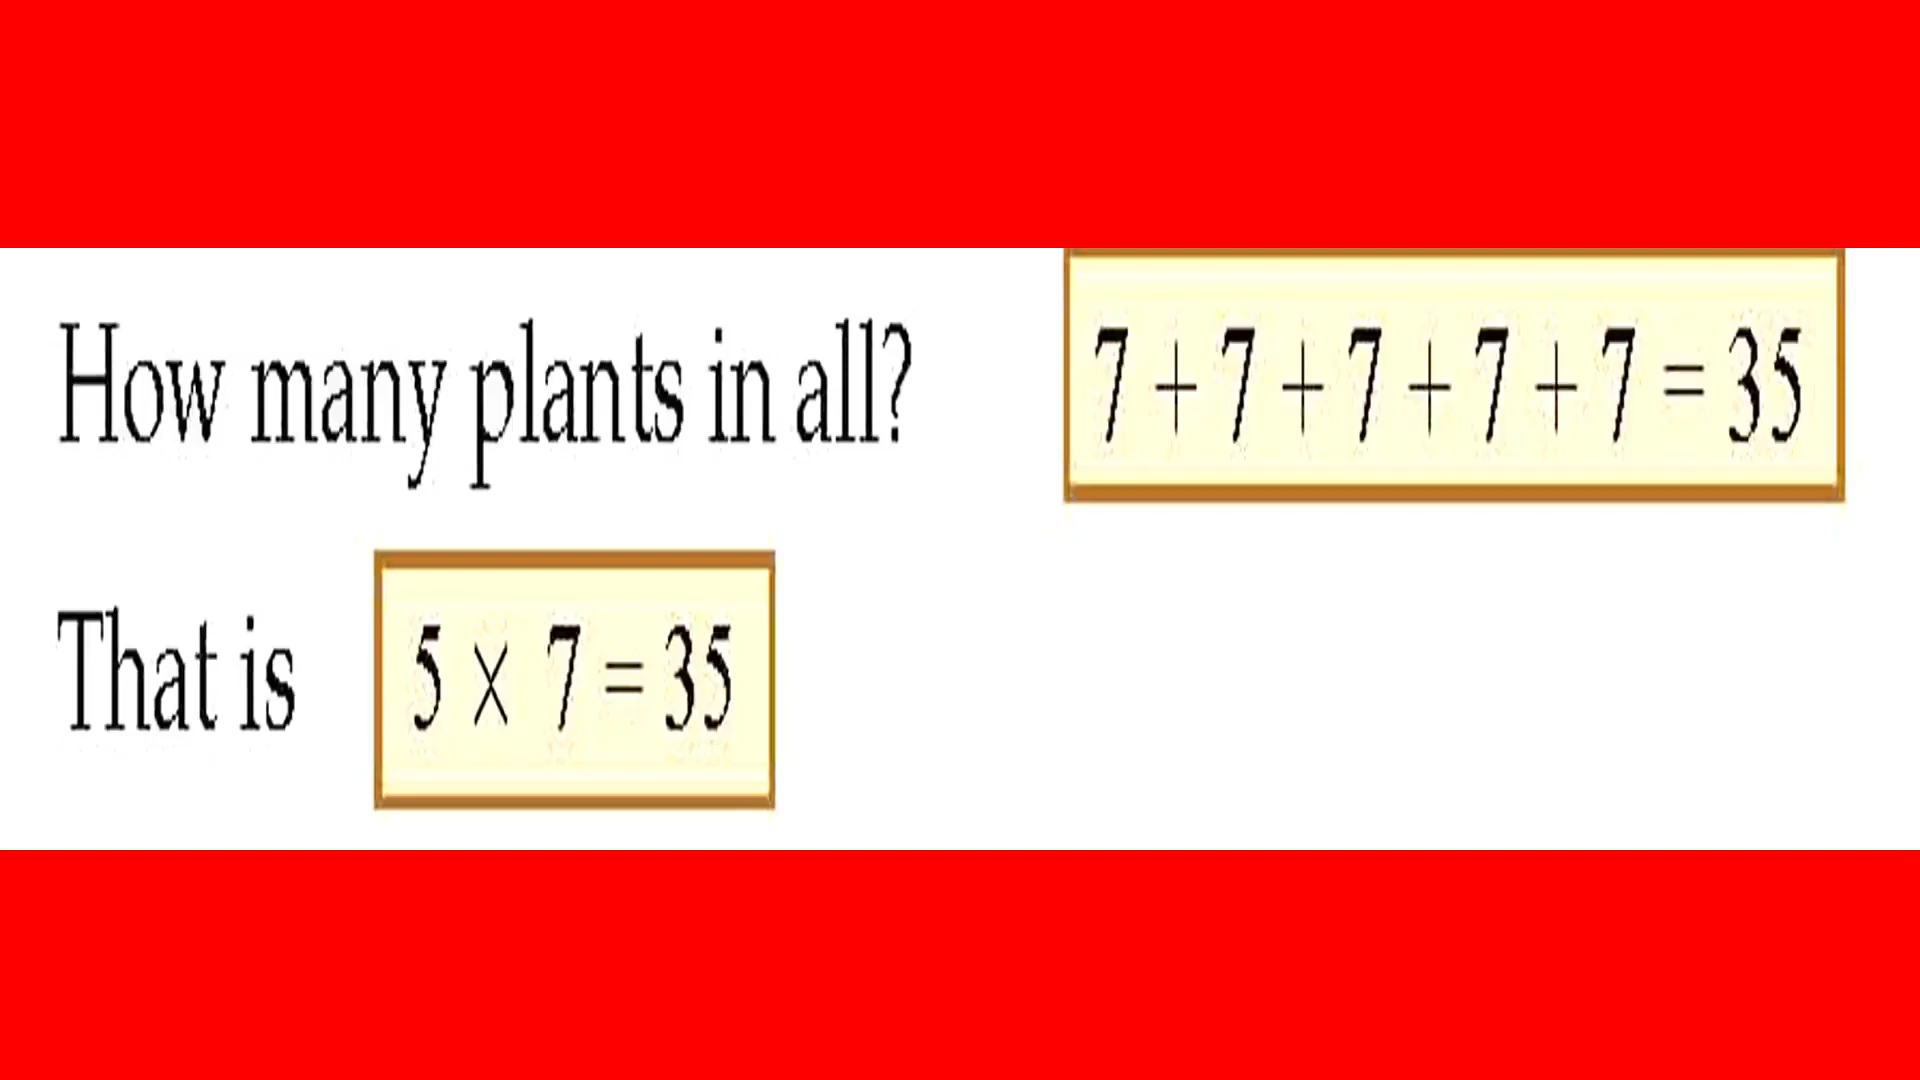 How many plants in all? 7 + 7 + 7 + 7 + 7 = 35
That is 5 × 7 = 35